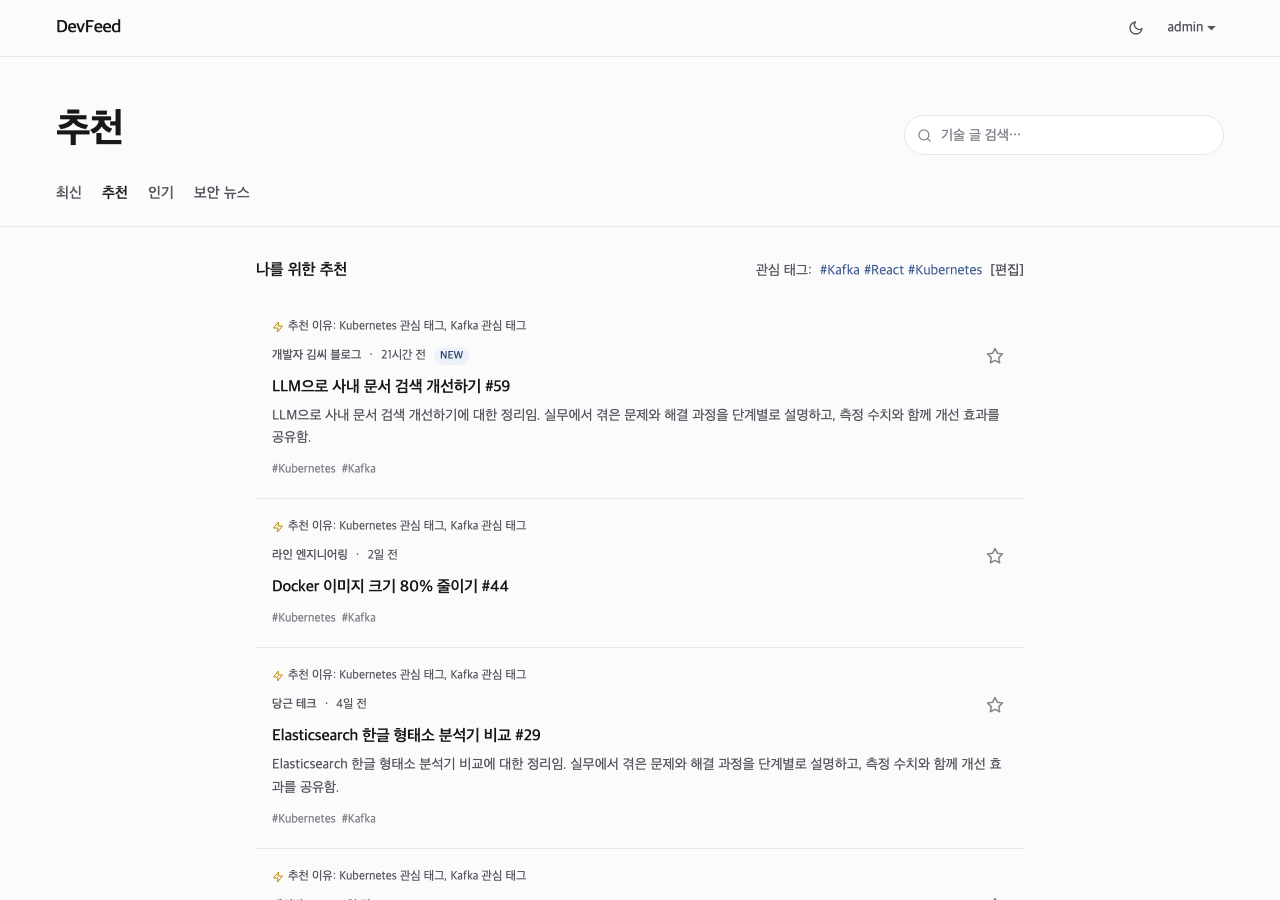 DevFeed
admin
추천
기술 글 검색…
최신 추천 인기 보안 뉴스
나를 위한 추천
관심 태그: #Kafka #React #Kubernetes [편집]
추천 이유: Kubernetes 관심 태그, Kafka 관심 태그
개발자 김씨 블로그 · 21시간 전 NEW
LLM으로 사내 문서 검색 개선하기 #59
LLM으로 사내 문서 검색 개선하기에 대한 정리임. 실무에서 겪은 문제와 해결 과정을 단계별로 설명하고, 측정 수치와 함께 개선 효과를
공유함.
#Kubernetes #Kafka
추천 이유: Kubernetes 관심 태그, Kafka 관심 태그
라인 엔지니어링 · 2일 전
Docker 이미지 크기 80% 줄이기 #44
#Kubernetes #Kafka
추천 이유: Kubernetes 관심 태그, Kafka 관심 태그
당근 테크 · 4일 전
Elasticsearch 한글 형태소 분석기 비교 #29
Elasticsearch 한글 형태소 분석기 비교에 대한 정리임. 실무에서 겪은 문제와 해결 과정을 단계별로 설명하고, 측정 수치와 함께 개선 효
과를 공유함.
#Kubernetes #Kafka
추천 이유: Kubernetes 관심 태그, Kafka 관심 태그